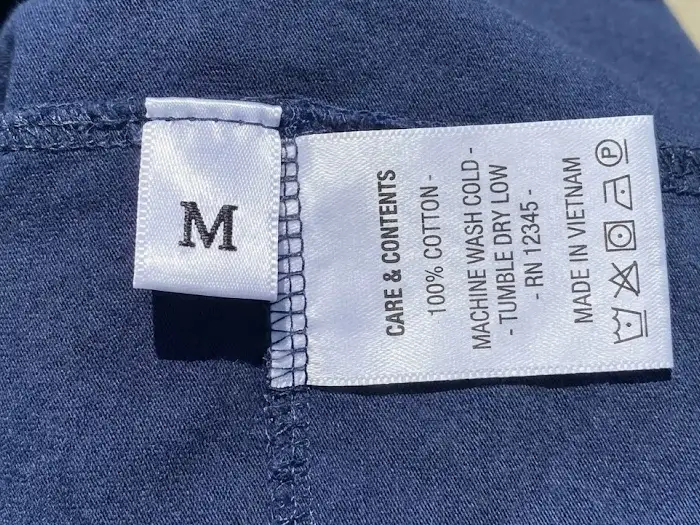 M
CARE & CONTENTS
100% COTTON -
MACHINE WASH COLD -
- TUMBLE DRY LOW
- RN 12345 -
MADE IN VIETNAM
P